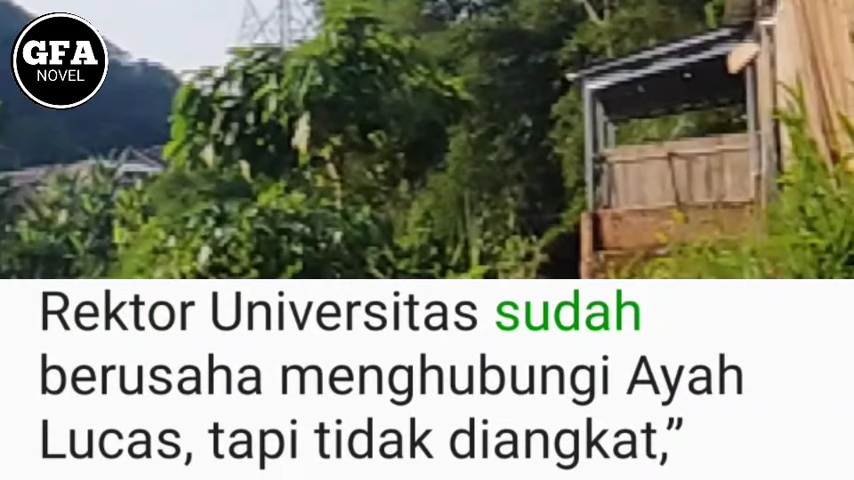 GFA
NOVEL
Rektor Universitas sudah
berusaha menghubungi Ayah
Lucas, tapi tidak diangkat,”